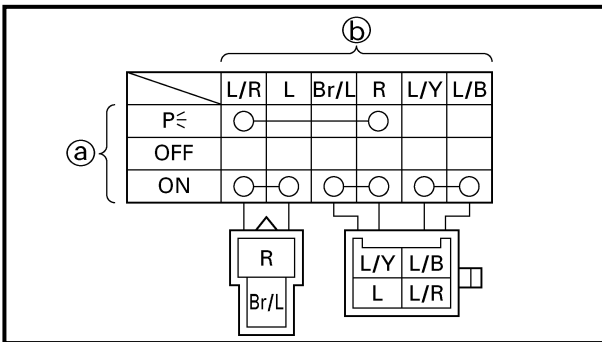 ⓑ
L/R L Br/L R L/Y L/B
ⓐ
P
OFF
ON
R
Br/L
L/Y L/B
L L/R